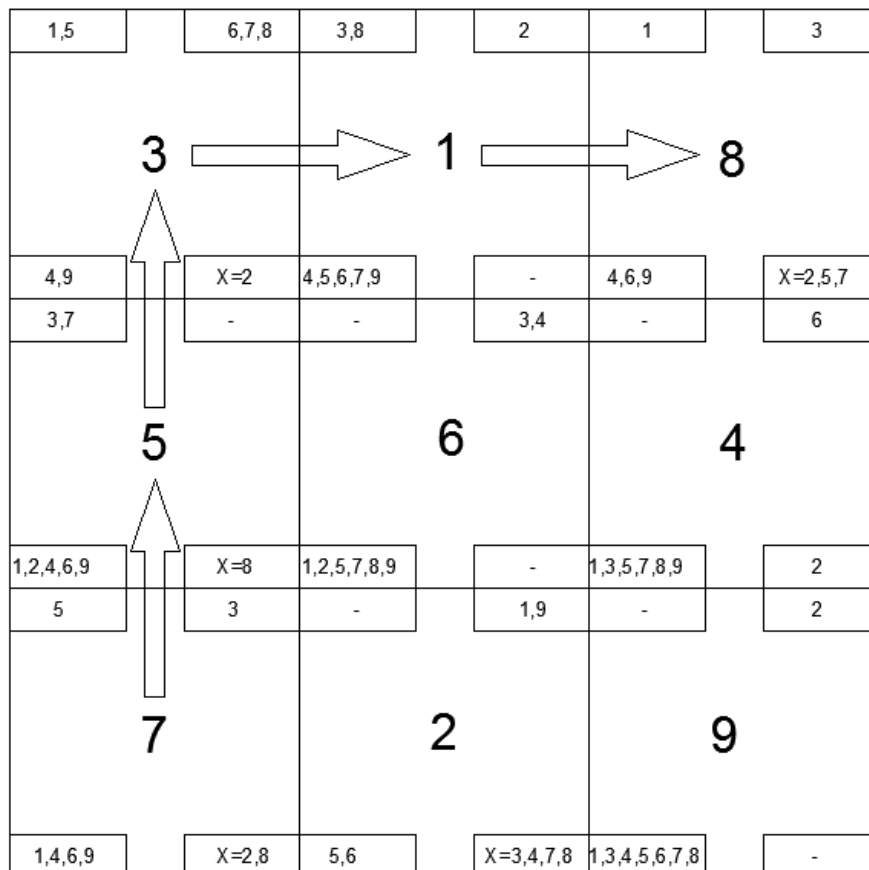 1,5 6,7,8 3,8 2 1 3
3 1 8
4,9 X=2 4,5,6,7,9 - 4,6,9 X=2,5,7
3,7 - - 3,4 - 6
5 6 4
1,2,4,6,9 X=8 1,2,5,7,8,9 - 1,3,5,7,8,9 2
5 3 - 1,9 - 2
7 2 9
1,4,6,9 X=2,8 5,6 X=3,4,7,8 1,3,4,5,6,7,8 -